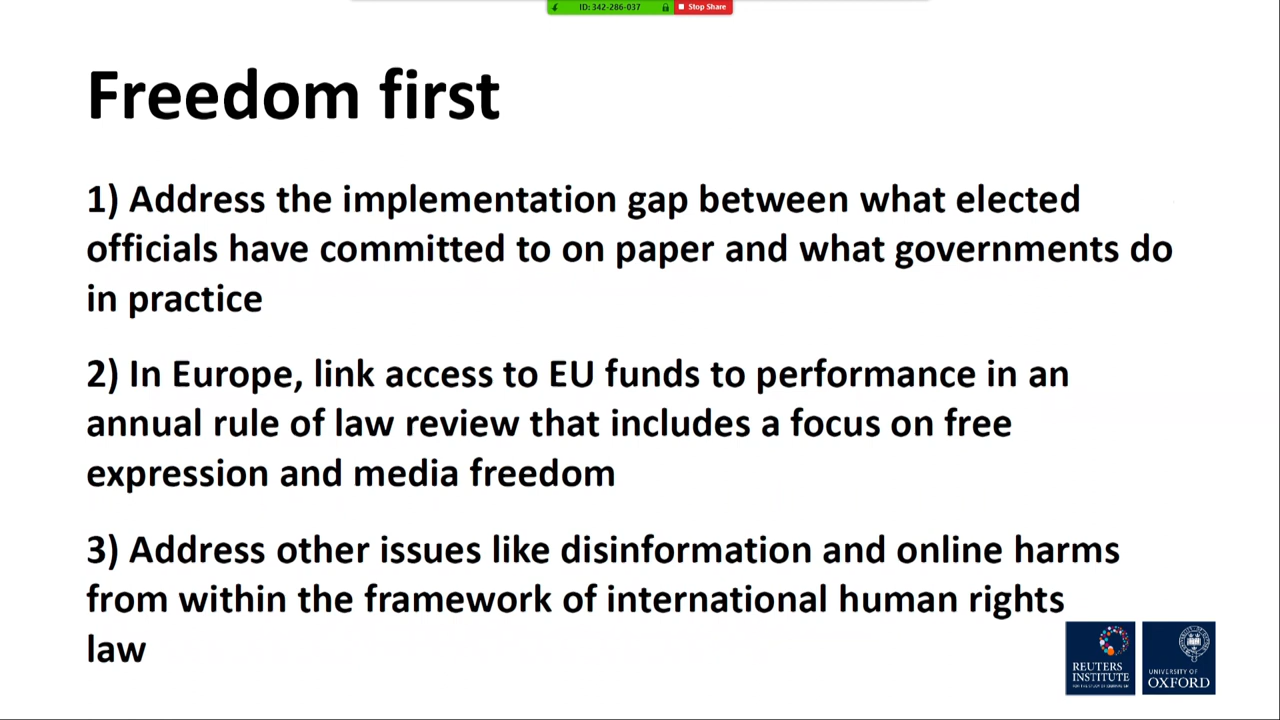 ID: 342-286-037
Stop Share
Freedom first
1) Address the implementation gap between what elected
officials have committed to on paper and what governments do
in practice
2) In Europe, link access to EU funds to performance in an
annual rule of law review that includes a focus on free
expression and media freedom
3) Address other issues like disinformation and online harms
from within the framework of international human rights
law
REUTERS
INSTITUTE
UNIVERSITY OF
OXFORD